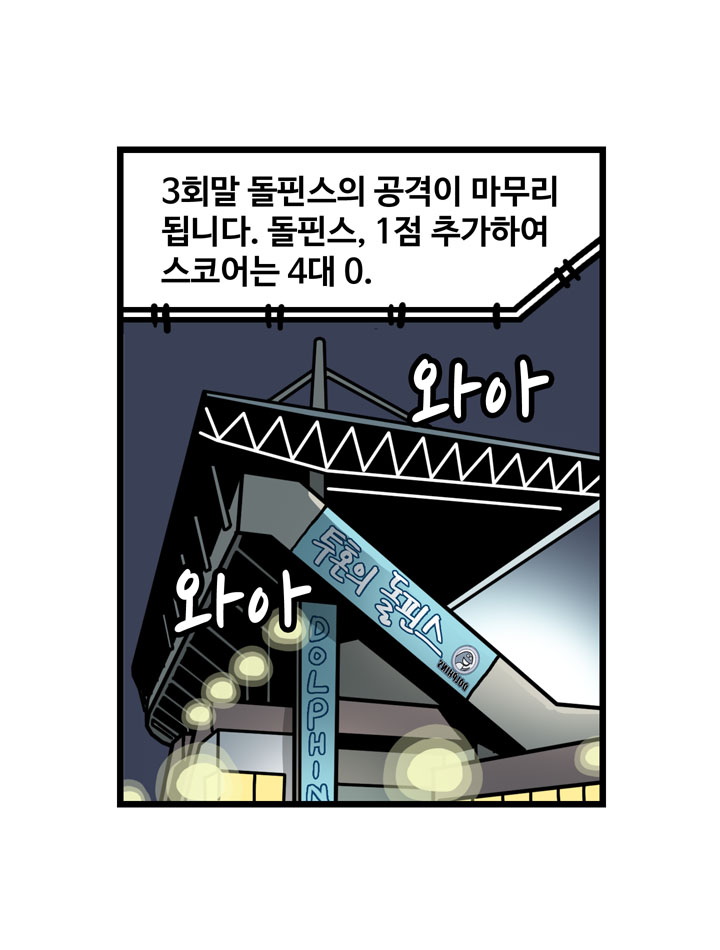 3회말 돌핀스의 공격이 마무리
됩니다. 돌핀스, 1점 추가하여
스코어는 4대 0.
와아
와아
투혼의 돌핀스
DOLPHINS
DOLPHIN